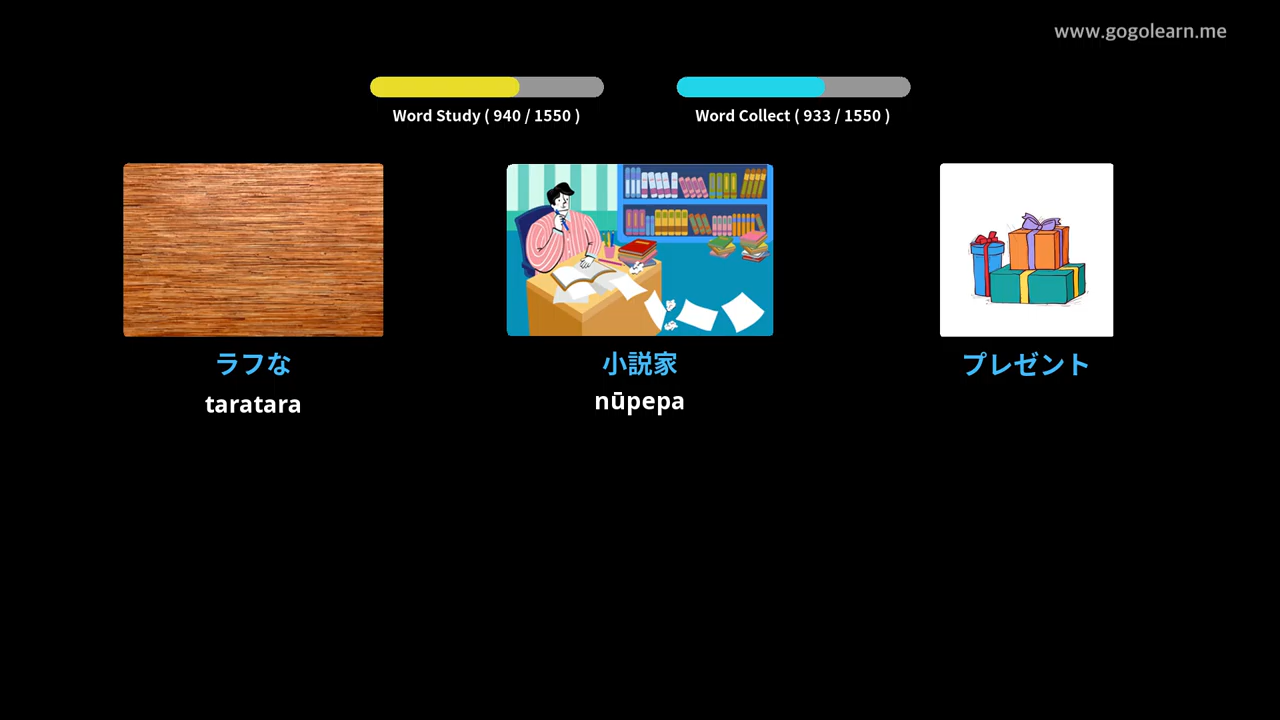 www.gogolearn.me
Word Study ( 940 / 1550 )
Word Collect ( 933 / 1550 )
ラフな
taratara
小説家
nūpepa
プレゼント